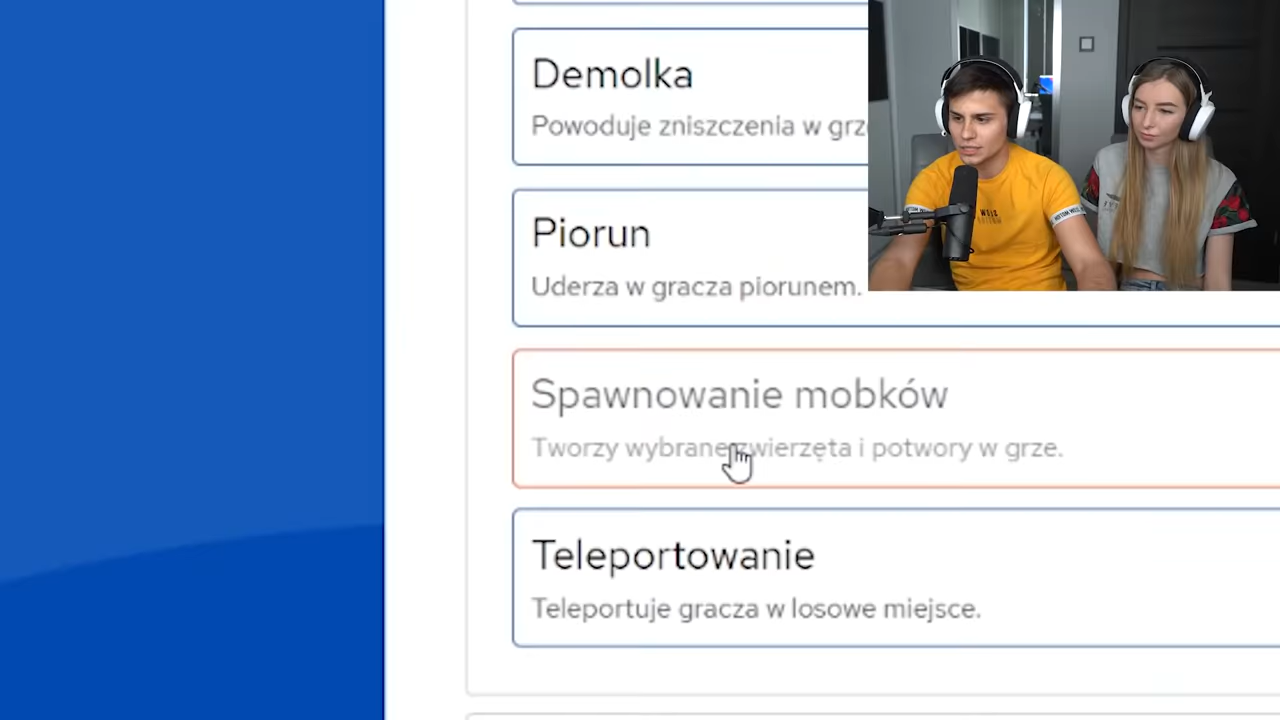 Demolka
Powoduje zniszczenia w
Piorun
Uderza w gracza piorunem.
Spawnowanie mobków
Tworzy wybrane zwierzęta i potwory w grze.
Teleportowanie
Teleportuje gracza w losowe miejsce.